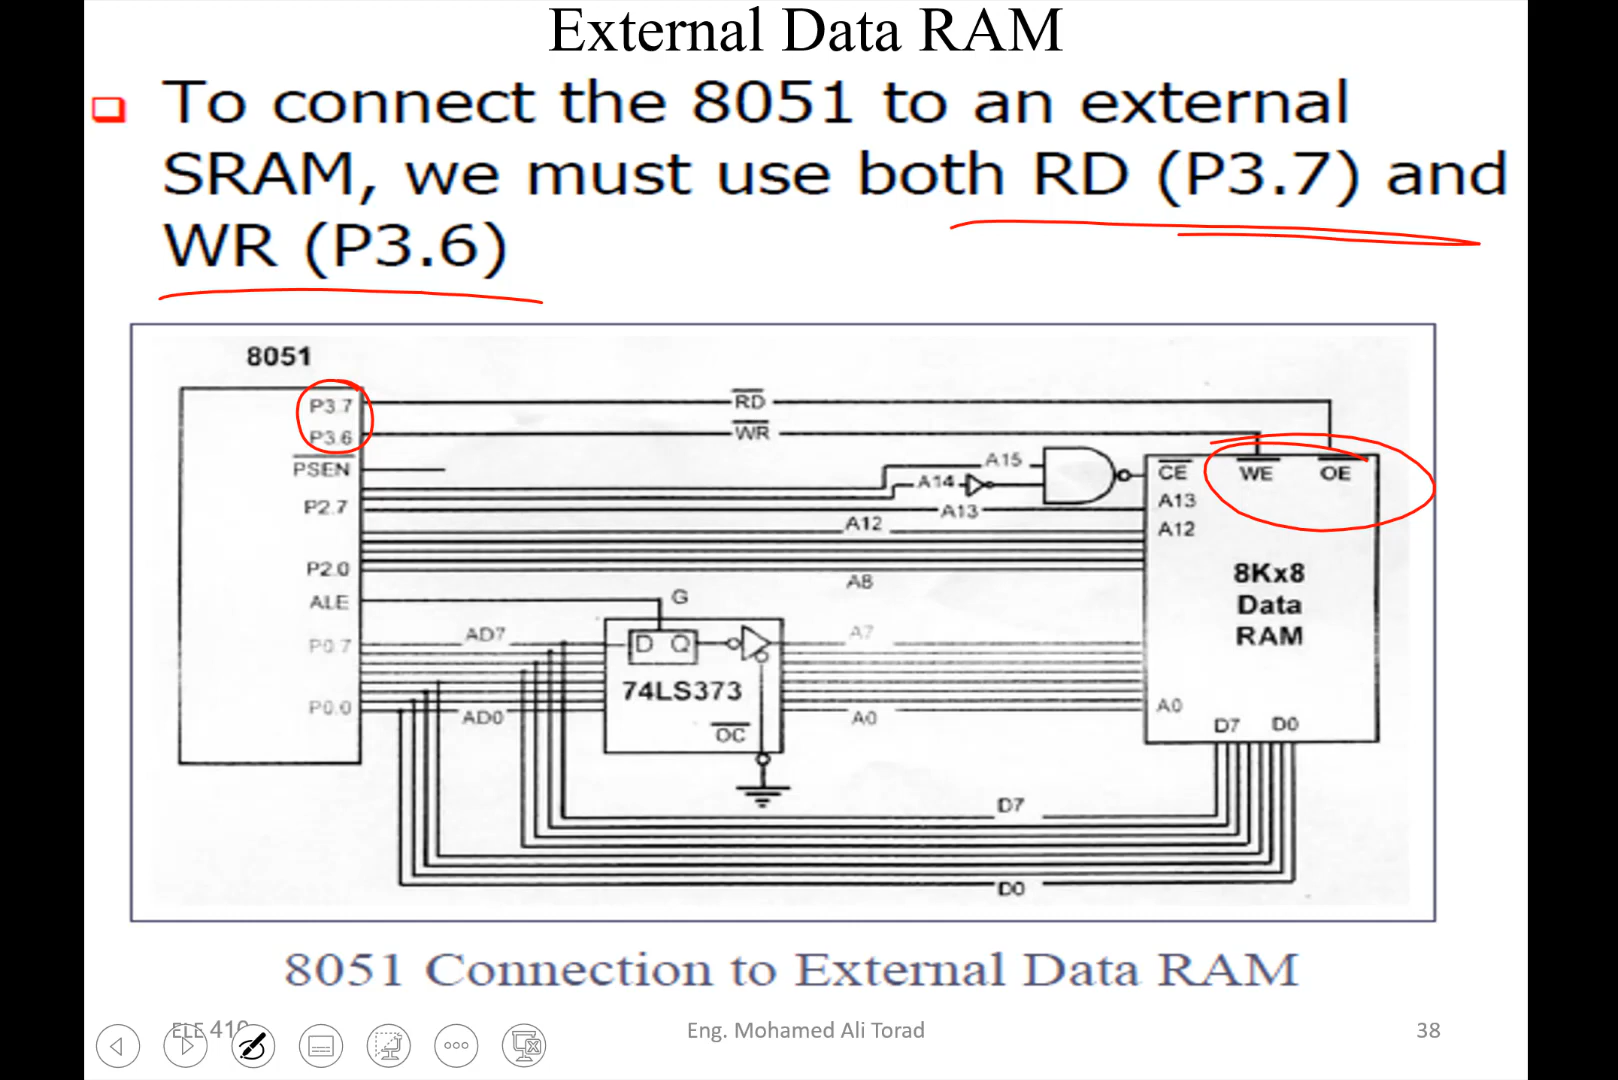 External Data RAM
To connect the 8051 to an external
SRAM, we must use both RD (P3.7) and
WR (P3.6)
8051
P3.7
RD
P3.6
WR
PSEN
A15
A14
CE
WE
OE
P2.7
A13
A13
A12
A12
P2.0
A8
8Kx8
Data
RAM
ALE
G
P0.7
AD7
D Q
A7
74LS373
P0.0
AD0
A0
A0
OC
D7 D0
D7
D0
8051 Connection to External Data RAM
ELE 410
Eng. Mohamed Ali Torad
38